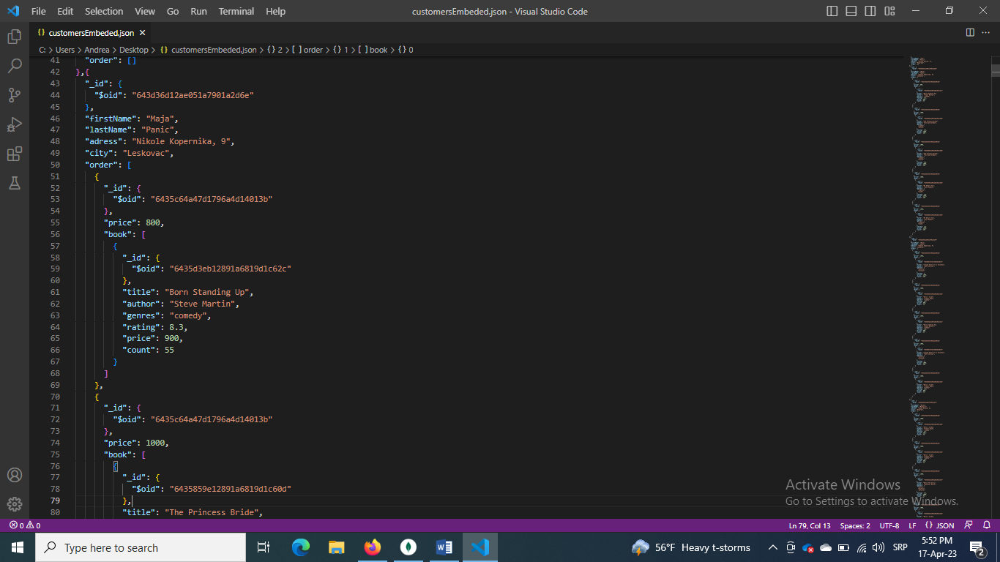 File Edit Selection View Go Run Terminal Help customersEmbeded.json - Visual Studio Code
{} customersEmbeded.json ×
C: > Users > Andrea > Desktop > {} customersEmbeded.json > {} 2 > [ ] order > {} 1 > [ ] book > {} 0
41 "order": []
42 },{
43 "_id": {
44 "$oid": "643d36d12ae051a7901a2d6e"
45 },
46 "firstName": "Maja",
47 "lastName": "Panic",
48 "adress": "Nikole Kopernika, 9",
49 "city": "Leskovac",
50 "order": [
51 {
52 "_id": {
53 "$oid": "6435c64a47d1796a4d14013b"
54 },
55 "price": 800,
56 "book": [
57 {
58 "_id": {
59 "$oid": "6435d3eb12891a6819d1c62c"
60 },
61 "title": "Born Standing Up",
62 "author": "Steve Martin",
63 "genres": "comedy",
64 "rating": 8.3,
65 "price": 900,
66 "count": 55
67 }
68 ]
69 },
70 {
71 "_id": {
72 "$oid": "6435c64a47d1796a4d14013b"
73 },
74 "price": 1000,
75 "book": [
76 {
77 "_id": {
78 "$oid": "6435859e12891a6819d1c60d"
79 },
80 "title": "The Princess Bride",
Activate Windows
Go to Settings to activate Windows.
0 0 Ln 79, Col 13 Spaces: 2 UTF-8 LF {} JSON
Type here to search 56°F Heavy t-storms SRP 5:52 PM
17-Apr-23 2